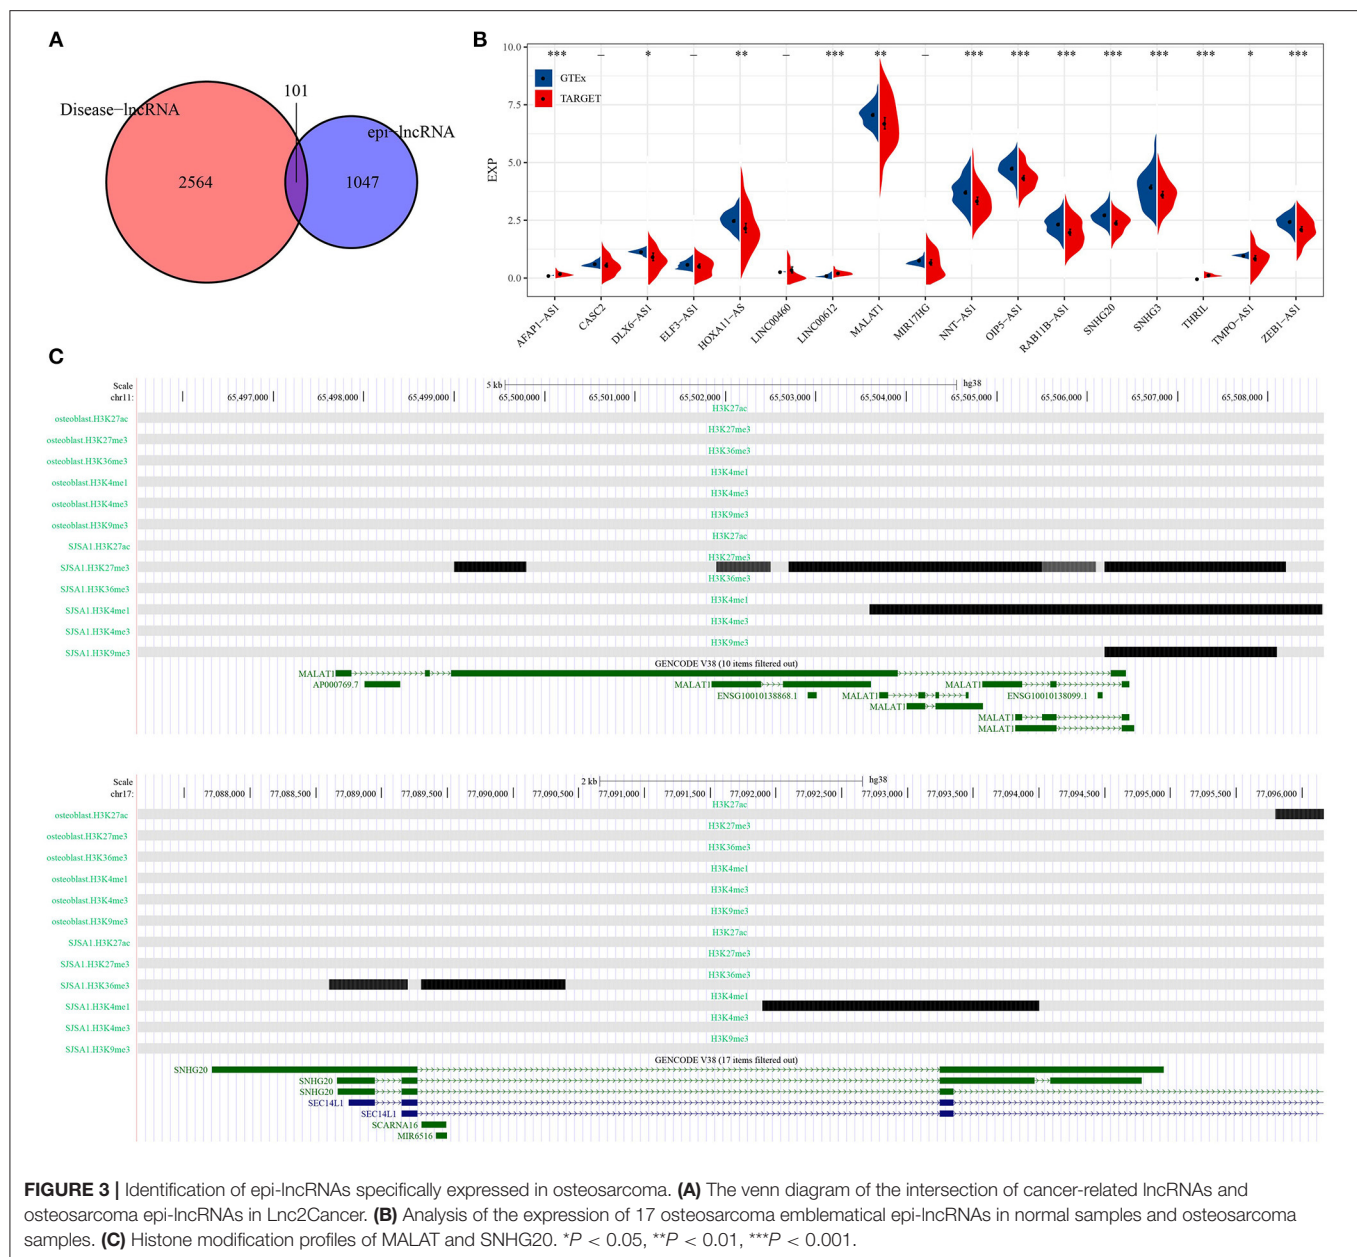 A
Disease-lncRNA
101
epi-lncRNA
2564
1047
B
10.0
7.5
5.0
2.5
0.0
EXP
*** – * – ** – *** ** – *** *** *** *** *** *** * ***
GTEx
TARGET
AFAP1-AS1
CASC2
DLX6-AS1
ELF3-AS1
HOXA11-AS
LINC00460
LINC00612
MALAT1
MIR17HG
NNT-AS1
OIP5-AS1
RAB11B-AS1
SNHG20
SNHG3
THRIL
TMPO-AS1
ZEB1-AS1
C
Scale 5 kb hg38
chr11: 65,497,000 65,498,000 65,499,000 65,500,000 65,501,000 65,502,000 65,503,000 65,504,000 65,505,000 65,506,000 65,507,000 65,508,000
H3K27ac
osteoblast.H3K27ac
H3K27me3
osteoblast.H3K27me3
H3K36me3
osteoblast.H3K36me3
H3K4me1
osteoblast.H3K4me1
H3K4me3
osteoblast.H3K4me3
H3K9me3
osteoblast.H3K9me3
H3K27ac
SJSA1.H3K27ac
H3K27me3
SJSA1.H3K27me3
H3K36me3
SJSA1.H3K36me3
H3K4me1
SJSA1.H3K4me1
H3K4me3
SJSA1.H3K4me3
H3K9me3
SJSA1.H3K9me3
GENCODE V38 (10 items filtered out)
MALAT1
AP000769.7 MALAT1 MALAT1
ENSG10010138868.1 MALAT1 ENSG10010138099.1
MALAT1
MALAT1
MALAT1
Scale 2 kb hg38
chr17: 77,088,000 77,088,500 77,089,000 77,089,500 77,090,000 77,090,500 77,091,000 77,091,500 77,092,000 77,092,500 77,093,000 77,093,500 77,094,000 77,094,500 77,095,000 77,095,500 77,096,000
H3K27ac
osteoblast.H3K27ac
H3K27me3
osteoblast.H3K27me3
H3K36me3
osteoblast.H3K36me3
H3K4me1
osteoblast.H3K4me1
H3K4me3
osteoblast.H3K4me3
H3K9me3
osteoblast.H3K9me3
H3K27ac
SJSA1.H3K27ac
H3K27me3
SJSA1.H3K27me3
H3K36me3
SJSA1.H3K36me3
H3K4me1
SJSA1.H3K4me1
H3K4me3
SJSA1.H3K4me3
H3K9me3
SJSA1.H3K9me3
GENCODE V38 (17 items filtered out)
SNHG20
SNHG20
SNHG20
SEC14L1
SEC14L1
SCARNA16
MIR6516
FIGURE 3 | Identification of epi-lncRNAs specifically expressed in osteosarcoma. (A) The venn diagram of the intersection of cancer-related lncRNAs and
osteosarcoma epi-lncRNAs in Lnc2Cancer. (B) Analysis of the expression of 17 osteosarcoma emblematical epi-lncRNAs in normal samples and osteosarcoma
samples. (C) Histone modification profiles of MALAT and SNHG20. *P < 0.05, **P < 0.01, ***P < 0.001.